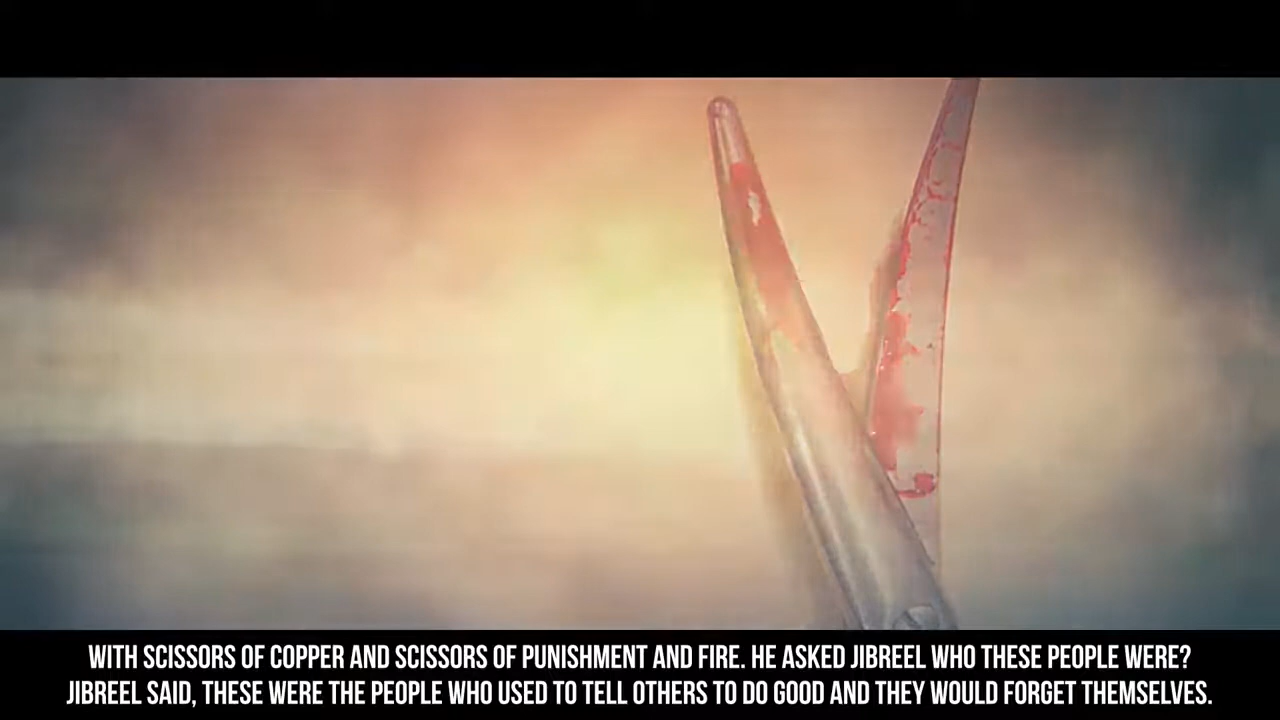 WITH SCISSORS OF COPPER AND SCISSORS OF PUNISHMENT AND FIRE. HE ASKED JIBREEL WHO THESE PEOPLE WERE?
JIBREEL SAID, THESE WERE THE PEOPLE WHO USED TO TELL OTHERS TO DO GOOD AND THEY WOULD FORGET THEMSELVES.